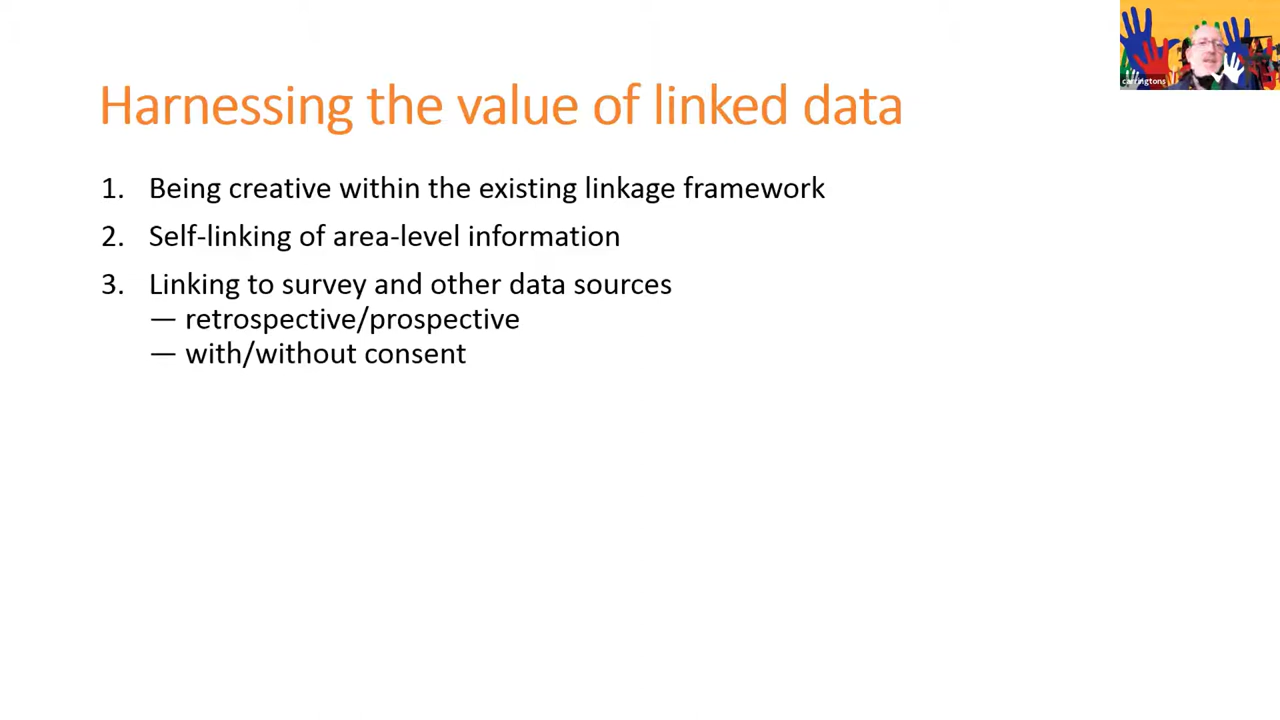 Harnessing the value of linked data
1. Being creative within the existing linkage framework
2. Self-linking of area-level information
3. Linking to survey and other data sources
— retrospective/prospective
— with/without consent
carringtons